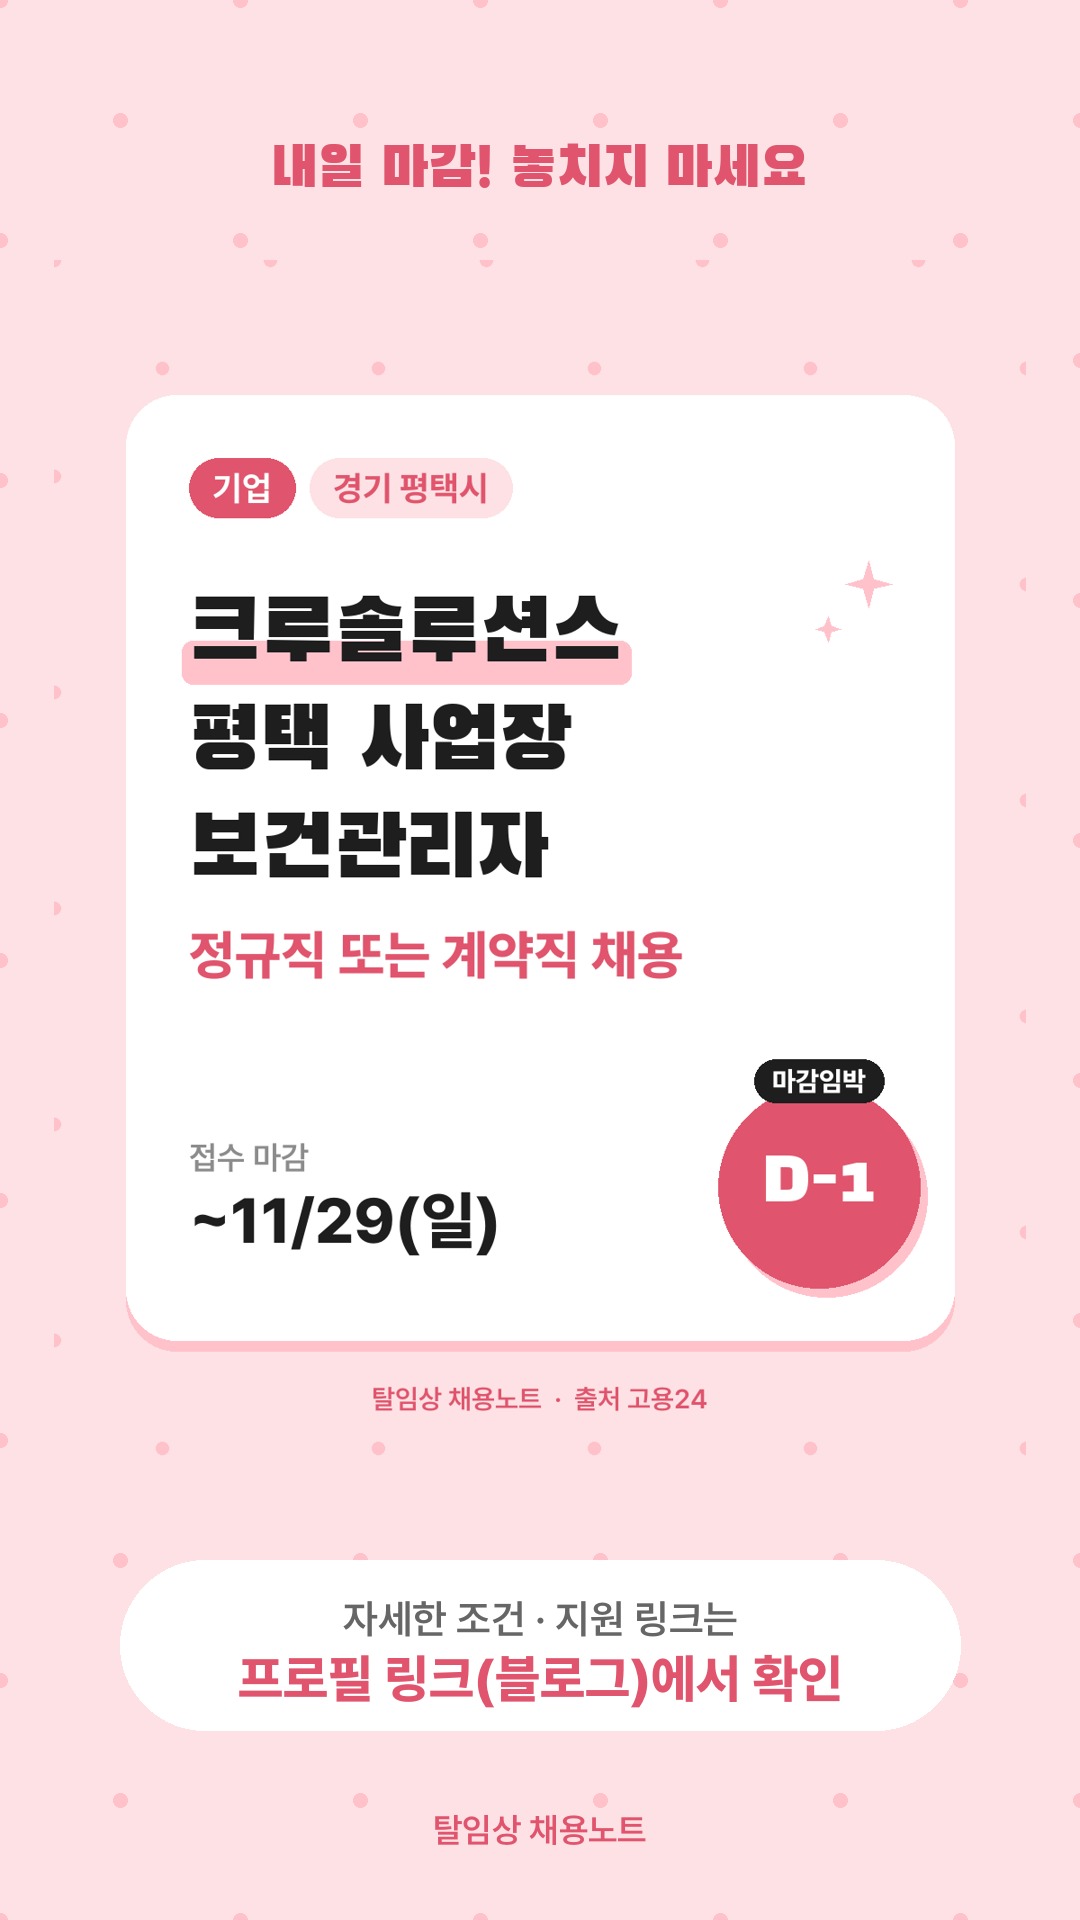 내일 마감! 놓치지 마세요
기업 경기 평택시
크루솔루션스
평택 사업장
보건관리자
정규직 또는 계약직 채용
마감임박
D-1
접수 마감
~11/29(일)
탈임상 채용노트 · 출처 고용24
자세한 조건 · 지원 링크는
프로필 링크(블로그)에서 확인
탈임상 채용노트